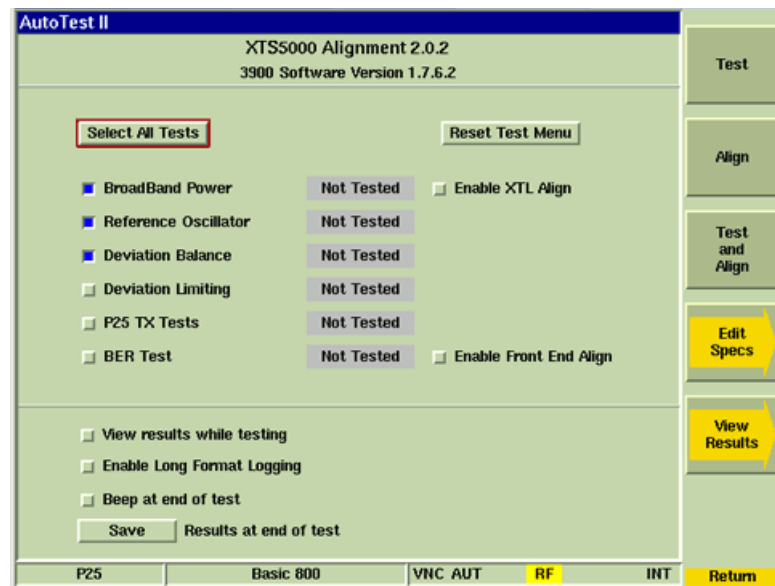 AutoTest II
XTS5000 Alignment 2.0.2
3900 Software Version 1.7.6.2
Select All Tests
Reset Test Menu
BroadBand Power Not Tested Enable XTL Align
Reference Oscillator Not Tested
Deviation Balance Not Tested
Deviation Limiting Not Tested
P25 TX Tests Not Tested
BER Test Not Tested Enable Front End Align
View results while testing
Enable Long Format Logging
Beep at end of test
Save Results at end of test
P25 Basic 800 VNC AUT RF INT
Test
Align
Test
and
Align
Edit
Specs
View
Results
Return